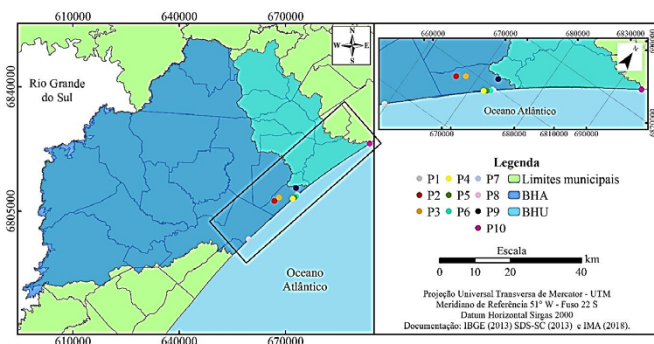 610000 640000 670000
6840000
6805000
Rio Grande
do Sul
N
W E
S
Oceano
Atlântico
610000 640000 670000
660000 670000
Oceano Atlântico
670000 680000 6810000 690000
Legenda
P1 P4 P7 Limites municipais
P2 P5 P8 BHA
P3 P6 P9 BHU
P10
Escala
km
0 10 20 40
Projeção Universal Transversa de Mercator - UTM
Meridiano de Referência 51° W - Fuso 22 S
Datum Horizontal Sirgas 2000
Documentação: IBGE (2013) SDS-SC (2013) e IMA (2018).